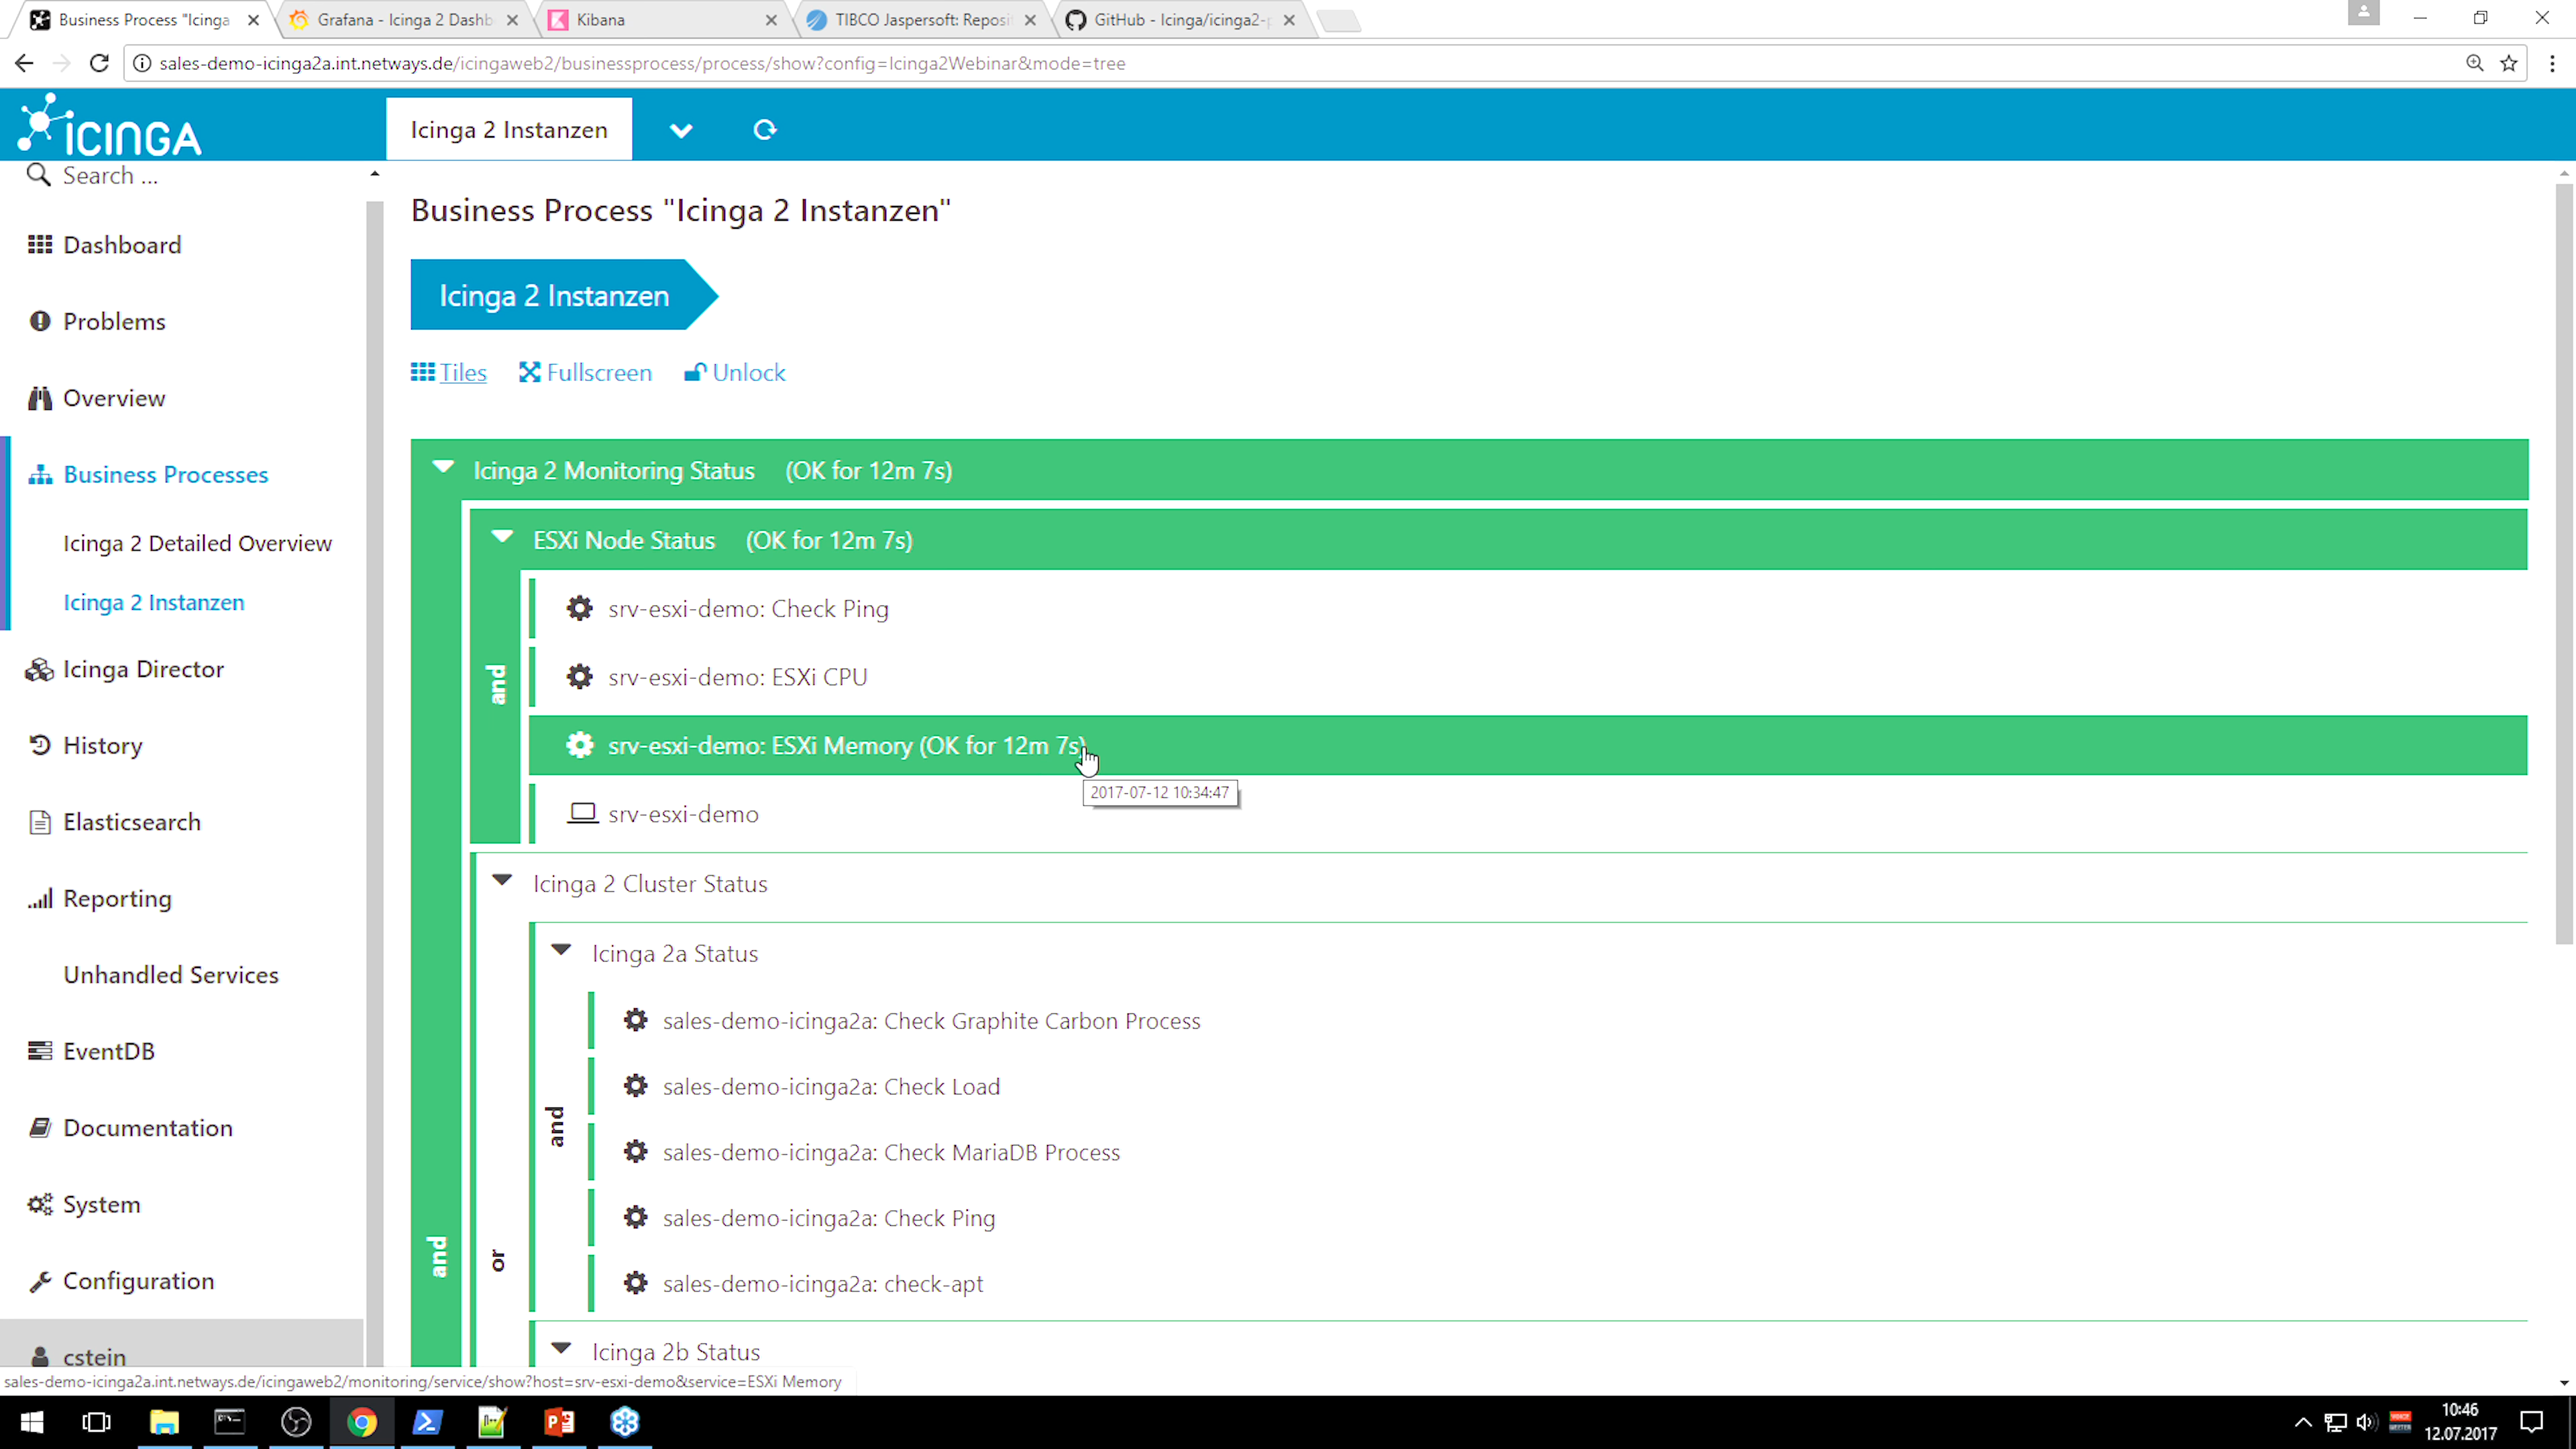 Business Process "Icinga
Grafana - Icinga 2 Dashb
Kibana
TIBCO Jaspersoft: Reposit
GitHub - Icinga/icinga2-p
sales-demo-icinga2a.int.netways.de/icingaweb2/businessprocess/process/show?config=Icinga2Webinar&mode=tree
ICINGA
Icinga 2 Instanzen
Search ...
Dashboard
Problems
Overview
Business Processes
Icinga 2 Detailed Overview
Icinga 2 Instanzen
Icinga Director
History
Elasticsearch
Reporting
Unhandled Services
EventDB
Documentation
System
Configuration
cstein
Business Process "Icinga 2 Instanzen"
Icinga 2 Instanzen
Tiles Fullscreen Unlock
Icinga 2 Monitoring Status (OK for 12m 7s)
and
ESXi Node Status (OK for 12m 7s)
and
srv-esxi-demo: Check Ping
srv-esxi-demo: ESXi CPU
srv-esxi-demo: ESXi Memory (OK for 12m 7s)
2017-07-12 10:34:47
srv-esxi-demo
Icinga 2 Cluster Status
or
Icinga 2a Status
and
sales-demo-icinga2a: Check Graphite Carbon Process
sales-demo-icinga2a: Check Load
sales-demo-icinga2a: Check MariaDB Process
sales-demo-icinga2a: Check Ping
sales-demo-icinga2a: check-apt
Icinga 2b Status
sales-demo-icinga2a.int.netways.de/icingaweb2/monitoring/service/show?host=srv-esxi-demo&service=ESXi Memory
10:46
12.07.2017